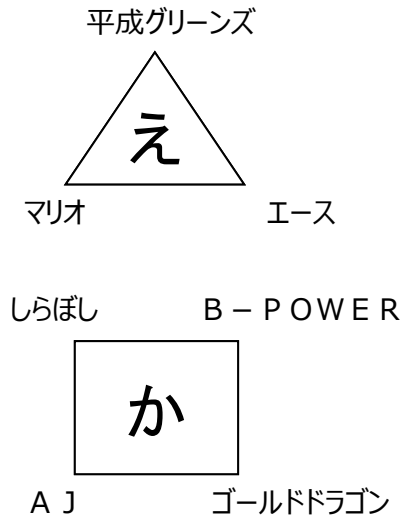 平成グリーンズ
え
マリオ エース
しらぼし B－POWER
か
AJ ゴールドドラゴン